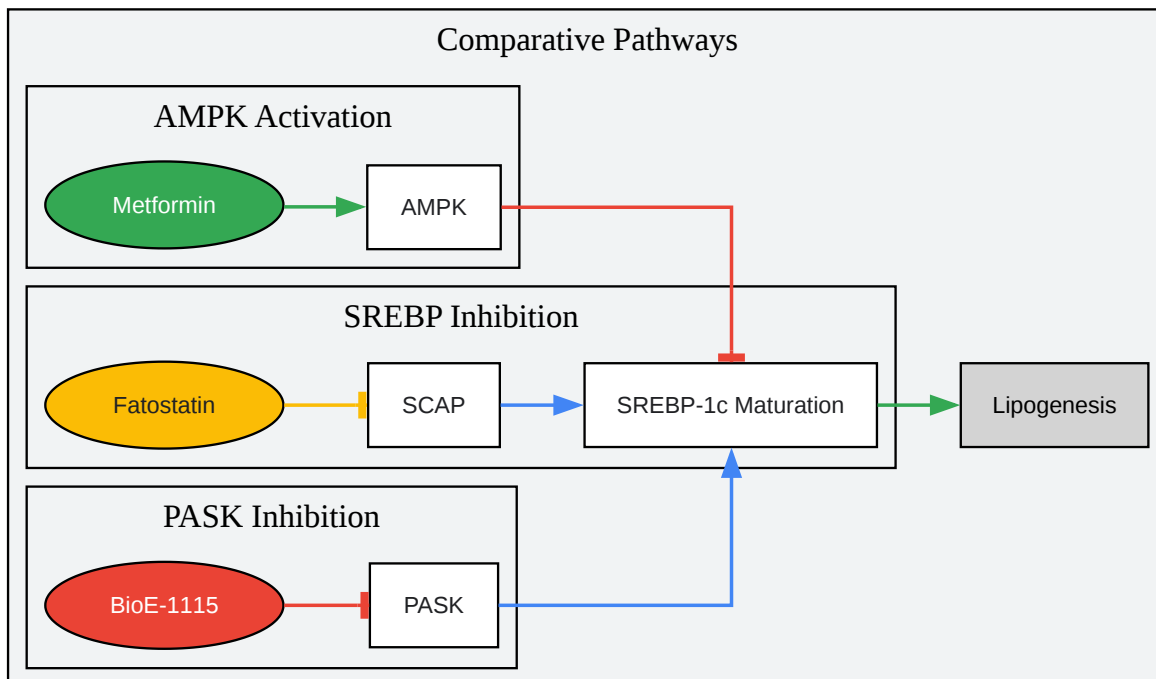 Comparative Pathways
AMPK Activation
Metformin
AMPK
SREBP Inhibition
Fatostatin
SCAP
SREBP-1c Maturation
Lipogenesis
PASK Inhibition
BioE-1115
PASK